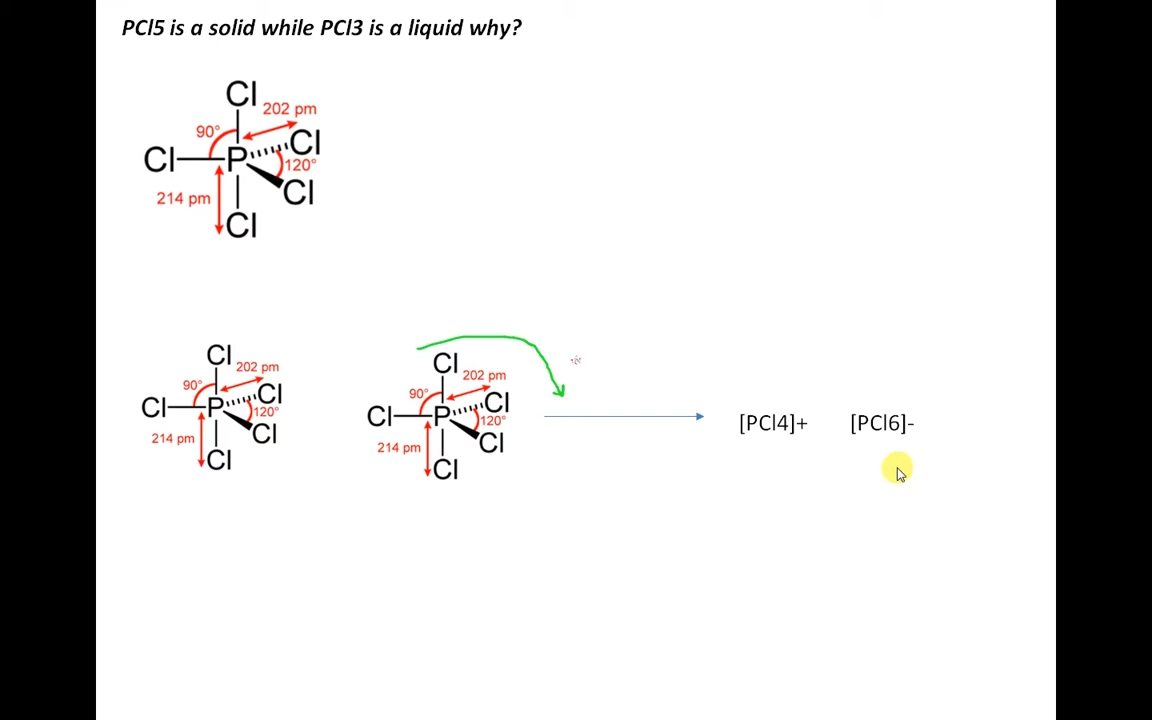 PCl5 is a solid while PCl3 is a liquid why?
Cl
202 pm
90°
Cl
Cl
P
120°
Cl
214 pm
Cl
Cl
202 pm
90°
Cl
Cl
P
120°
Cl
214 pm
Cl
Cl
202 pm
90°
Cl
Cl
P
120°
Cl
214 pm
Cl
[PCl4]+ [PCl6]-